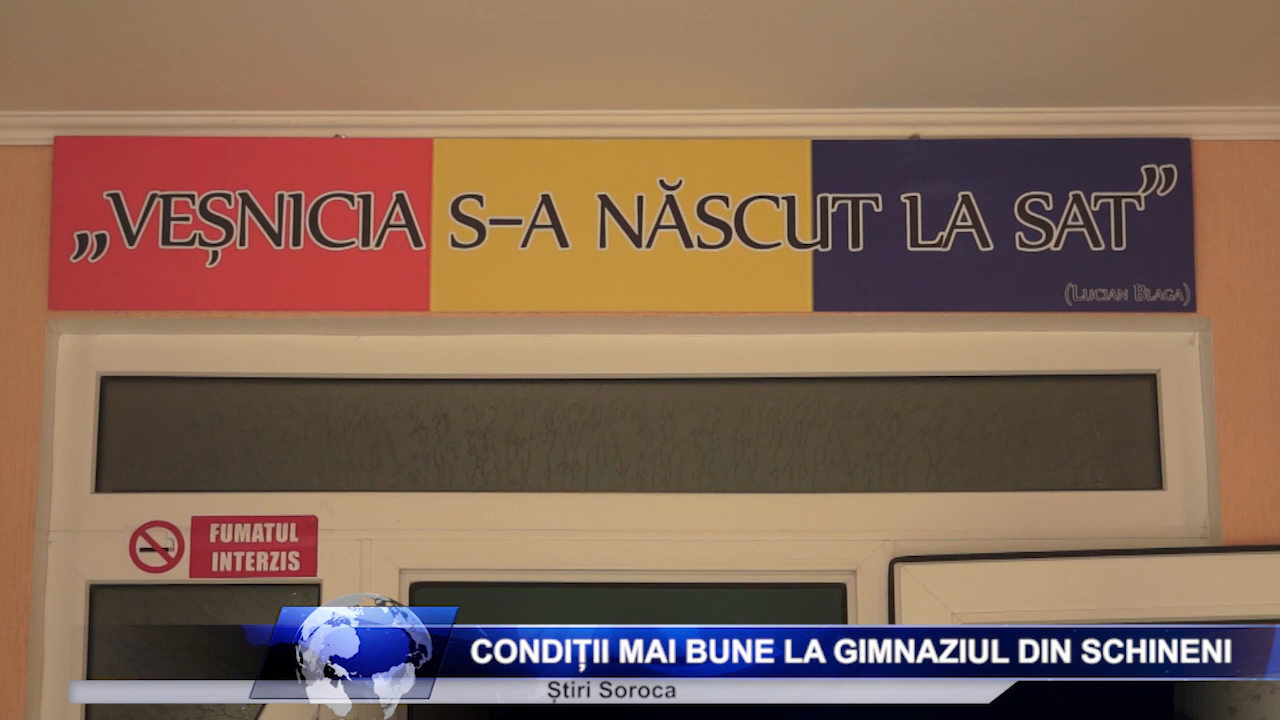 „VEȘNICIA S-A NĂSCUT LA SAT”
(LUCIAN BLAGA)
FUMATUL
INTERZIS
CONDIȚII MAI BUNE LA GIMNAZIUL DIN SCHINENI
Știri Soroca